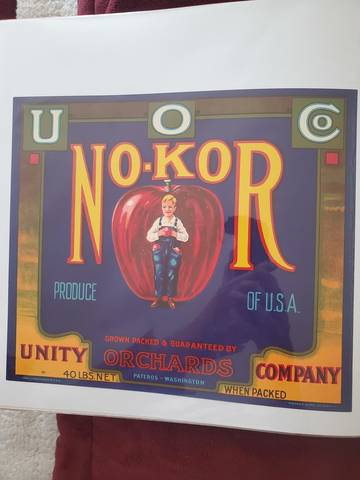 U O Co
NO-KOR
PRODUCE OF U.S.A.
GROWN PACKED & GUARANTEED BY
UNITY ORCHARDS COMPANY
PATEROS - WASHINGTON
40 LBS. NET WHEN PACKED